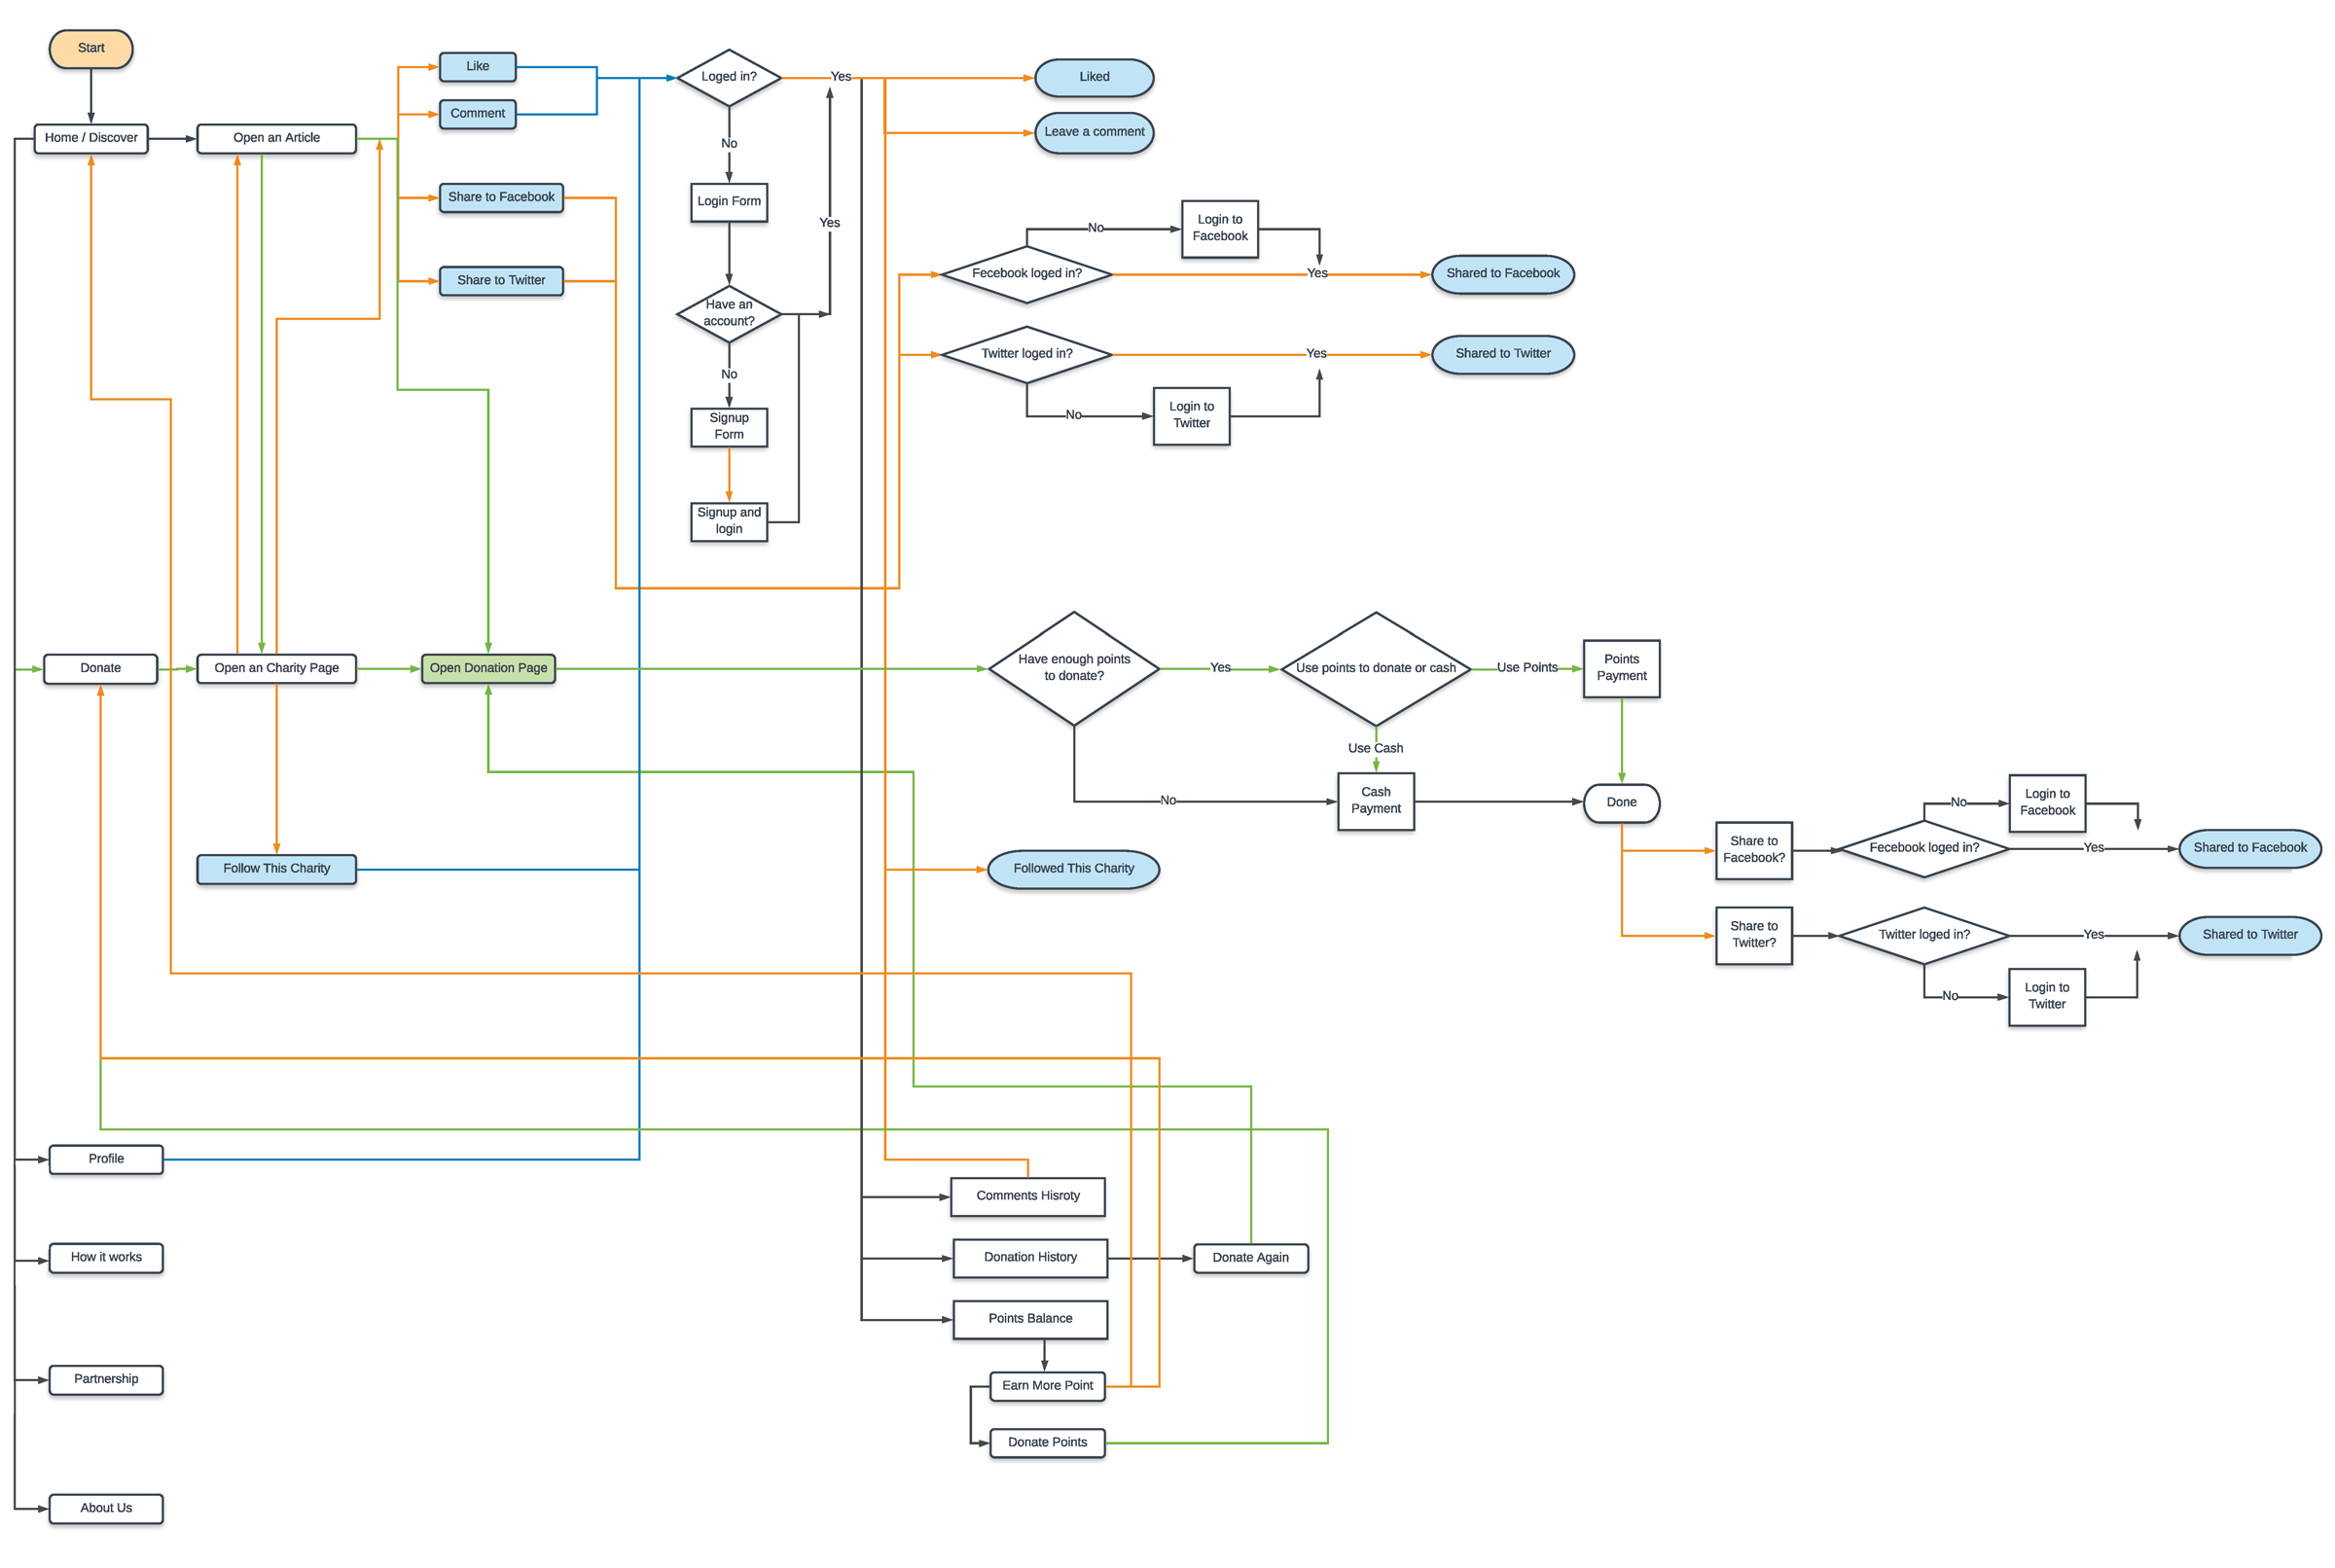 Start
Like
Loged in?
Yes
Liked
Comment
Leave a comment
Home / Discover
Open an Article
No
Share to Facebook
Login Form
Yes
Login to
Facebook
No
Share to Twitter
Fecebook loged in?
Yes
Shared to Facebook
Have an
account?
Twitter loged in?
Yes
Shared to Twitter
No
Login to
Twitter
No
Signup
Form
Signup and
login
Donate
Open an Charity Page
Open Donation Page
Have enough points
to donate?
Yes
Use points to donate or cash
Use Points
Points
Payment
Use Cash
No
Cash
Payment
Done
No
Login to
Facebook
Share to
Facebook?
Fecebook loged in?
Yes
Shared to Facebook
Follow This Charity
Followed This Charity
Share to
Twitter?
Twitter loged in?
Yes
Shared to Twitter
No
Login to
Twitter
Profile
Comments Hisroty
How it works
Donation History
Donate Again
Points Balance
Partnership
Earn More Point
Donate Points
About Us